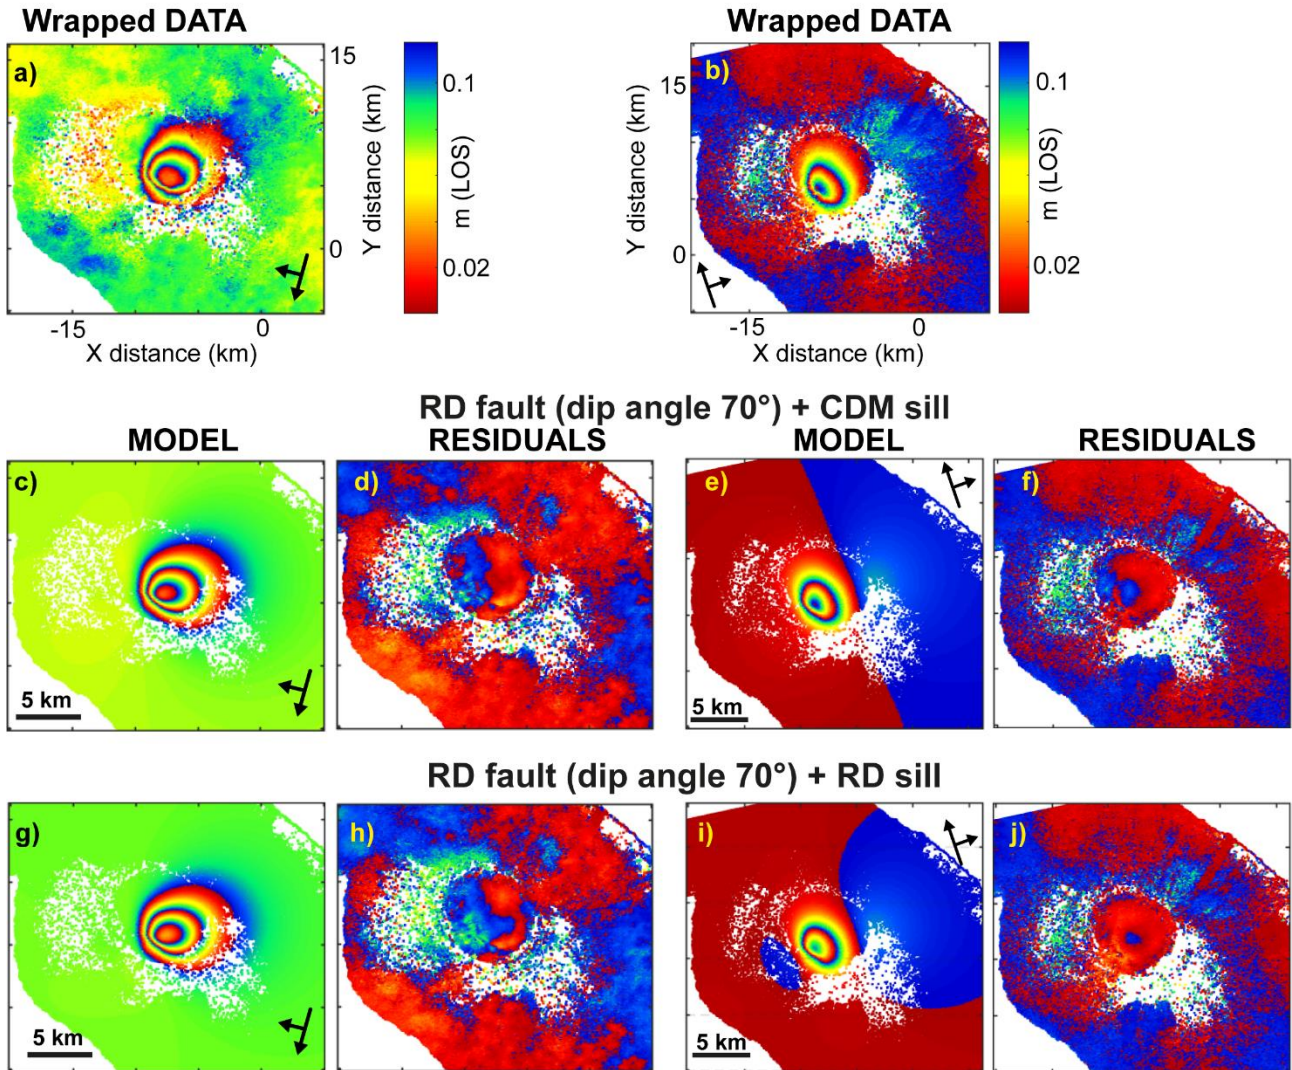 Wrapped DATA
Wrapped DATA
a)
15
0
Y distance (km)
-15
0
X distance (km)
0.1
0.02
m (LOS)
b)
15
0
Y distance (km)
-15
0
X distance (km)
0.1
0.02
m (LOS)
RD fault (dip angle 70°) + CDM sill
MODEL
RESIDUALS
MODEL
RESIDUALS
c)
5 km
d)
e)
5 km
f)
RD fault (dip angle 70°) + RD sill
g)
5 km
h)
i)
5 km
j)